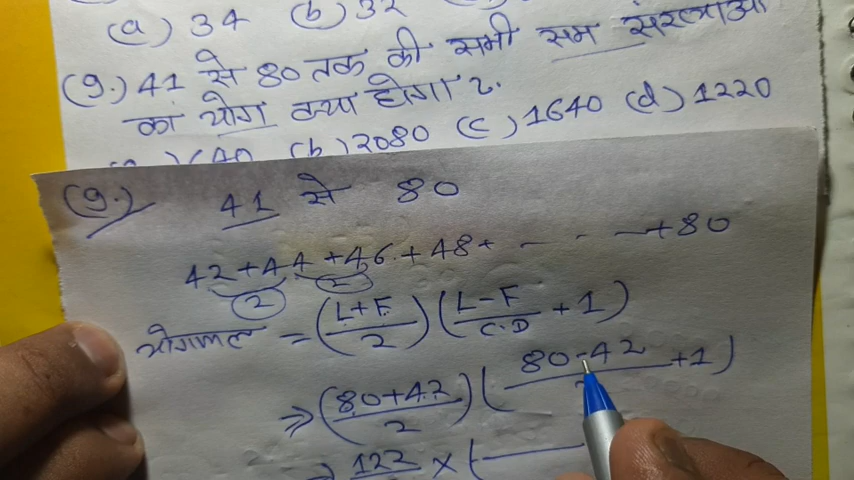 (a) 34 (b) 32
(9.) 41 से 80 तक की सभी सम संख्याओं
का योग क्या होगा ?.
(b) 2080 (c) 1640 (d) 1220
(9.) 41 से 80
42+44+46+48+ - - - - +80
2 2
योगफल = (L+F/2) (L-F/C.D + 1)
⇒ (80+42/2) (80-42/ +1)
122 × (